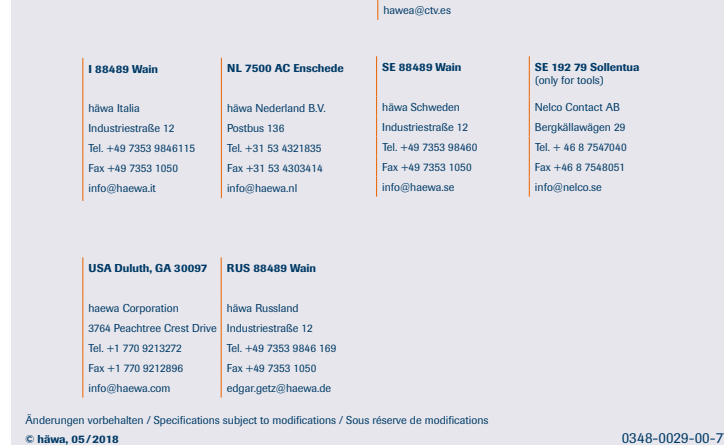 hawea@ctv.es
I 88489 Wain
häwa Italia
Industriestraße 12
Tel. +49 7353 9846115
Fax +49 7353 1050
info@haewa.it
NL 7500 AC Enschede
häwa Nederland B.V.
Postbus 136
Tel. +31 53 4321835
Fax +31 53 4303414
info@haewa.nl
SE 88489 Wain
häwa Schweden
Industriestraße 12
Tel. +49 7353 98460
Fax +49 7353 1050
info@haewa.se
SE 192 79 Sollentua
(only for tools)
Nelco Contact AB
Bergkällawägen 29
Tel. + 46 8 7547040
Fax +46 8 7548051
info@nelco.se
USA Duluth, GA 30097
haewa Corporation
3764 Peachtree Crest Drive
Tel. +1 770 9213272
Fax +1 770 9212896
info@haewa.com
RUS 88489 Wain
häwa Russland
Industriestraße 12
Tel. +49 7353 9846 169
Fax +49 7353 1050
edgar.getz@haewa.de
Änderungen vorbehalten / Specifications subject to modifications / Sous réserve de modifications
© häwa, 05/2018
0348-0029-00-7